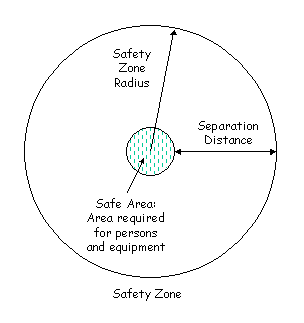 Safety
Zone
Radius
Separation
Distance
Safe Area:
Area required
for persons
and equipment
Safety Zone